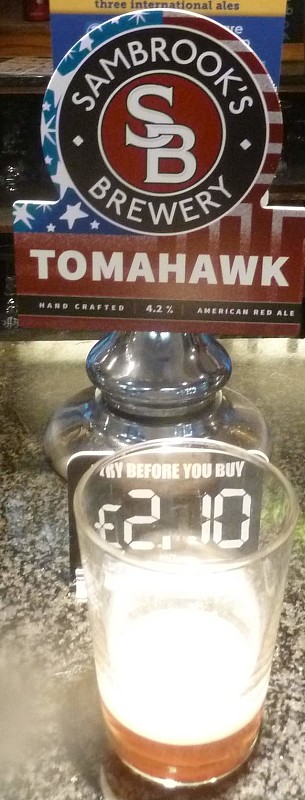 three international ales
SAMBROOK'S
SB
BREWERY
TOMAHAWK
HAND CRAFTED 4.2% AMERICAN RED ALE
TRY BEFORE YOU BUY
£2.10